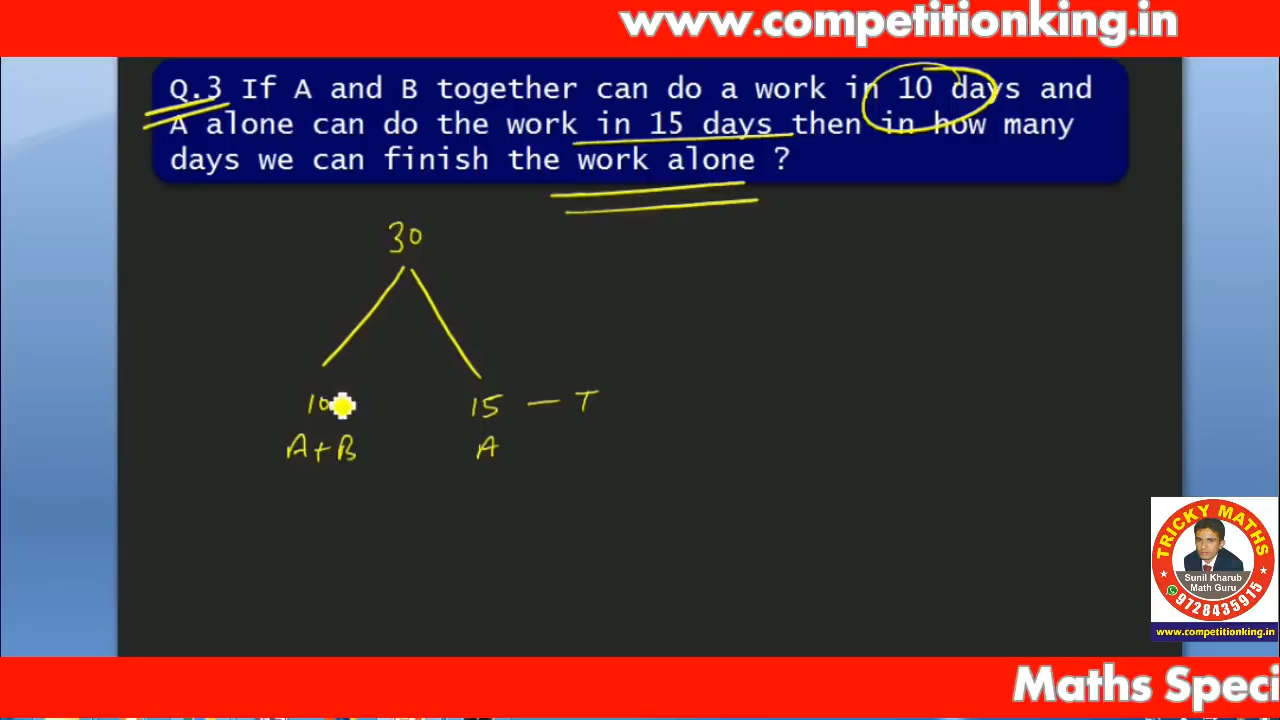 www.competitionking.in
Q.3 If A and B together can do a work in 10 days and
A alone can do the work in 15 days then in how many
days we can finish the work alone ?
30
10 15 — T
A+B A
TRICKY MATHS
Sunil Kharub
Math Guru
9728435915
www.competitionking.in
Maths Speci